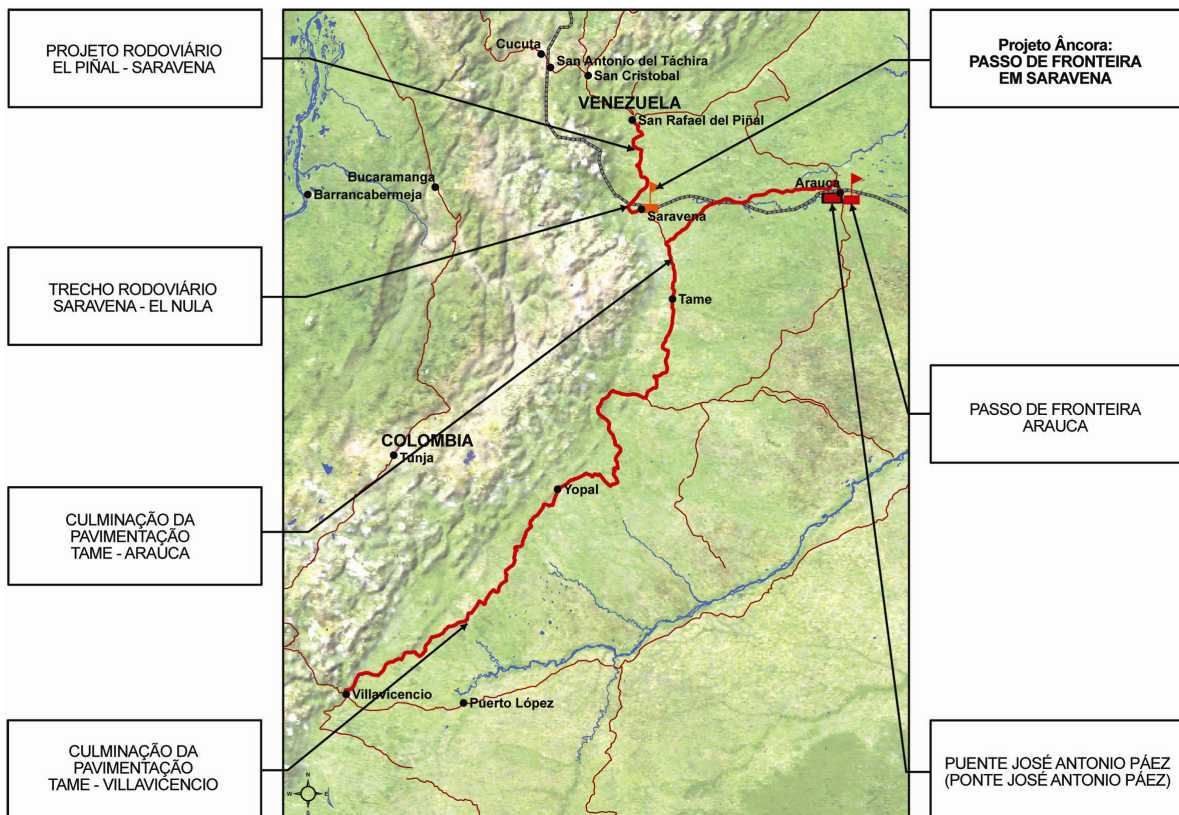 PROJETO RODOVIÁRIO
EL PIÑAL - SARAVENA
TRECHO RODOVIÁRIO
SARAVENA - EL NULA
CULMINAÇÃO DA
PAVIMENTAÇÃO
TAME - ARAUCA
CULMINAÇÃO DA
PAVIMENTAÇÃO
TAME - VILLAVICENCIO
Cucuta
San Antonio del Táchira
San Cristobal
VENEZUELA
San Rafael del Piñal
Bucaramanga
Barrancabermeja
Arauca
Saravena
Tame
COLOMBIA
Tunja
Yopal
Villavicencio
Puerto López
N
W
E
S
Projeto Âncora:
PASSO DE FRONTEIRA
EM SARAVENA
PASSO DE FRONTEIRA
ARAUCA
PUENTE JOSÉ ANTONIO PÁEZ
(PONTE JOSÉ ANTONIO PÁEZ)